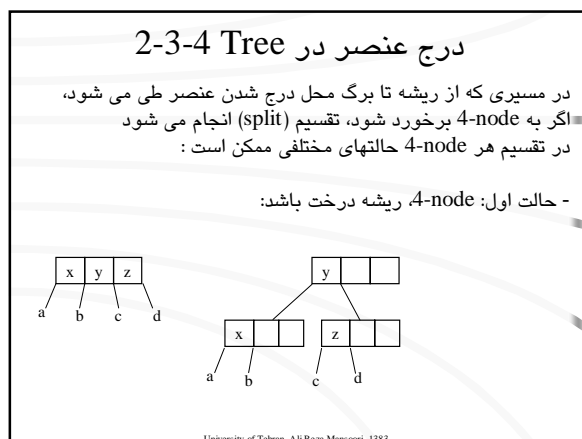 درج عنصر در 2-3-4 Tree
در مسیری که از ریشه تا برگ محل درج شدن عنصر طی می شود،
اگر به 4-node برخورد شود، تقسیم (split) انجام می شود
در تقسیم هر 4-node حالتهای مختلفی ممکن است :
- حالت اول: 4-node، ریشه درخت باشد:
x y z
a b c d
y
x z
a b c d
University of Tehran, Ali Reza Mansoori, 1383